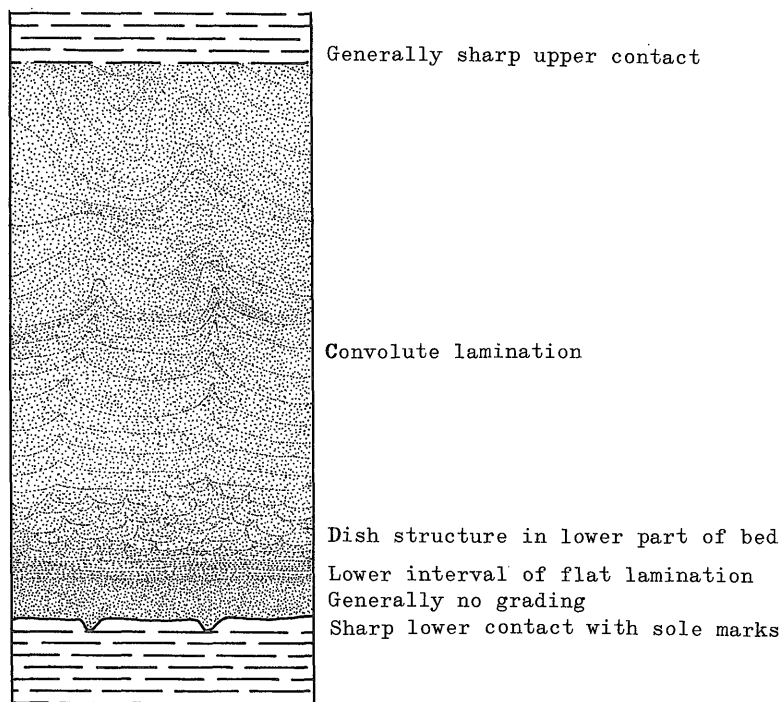 Generally sharp upper contact
Convolute lamination
Dish structure in lower part of bed
Lower interval of flat lamination
Generally no grading
Sharp lower contact with sole marks